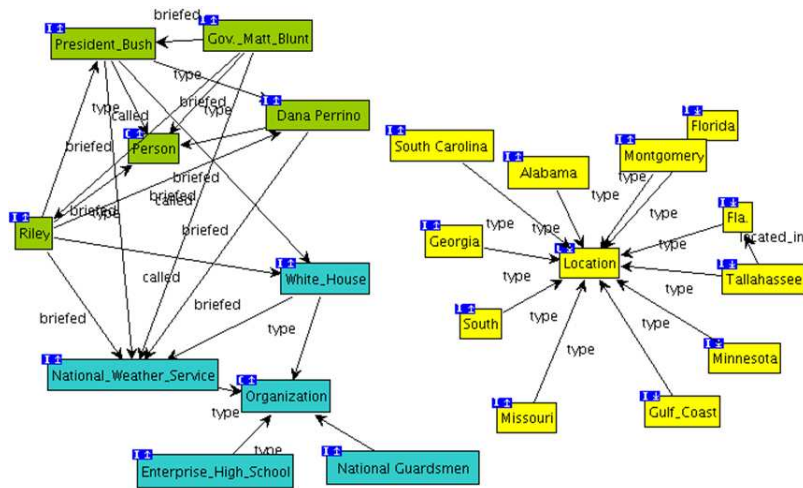 briefed
President_Bush
Gov._Matt_Blunt
type
type
briefed
called
type
Dana Perrino
Florida
briefed
Person
South Carolina
Montgomery
Alabama
type
type
briefed
briefed
type
called
briefed
Riley
type
type
Fla.
briefed
Georgia
located_in
type
Location
called
White_House
type
Tallahassee
type
briefed
briefed
South
type
type
type
Minnesota
National_Weather_Service
type
Organization
type
Missouri
Gulf_Coast
type
Enterprise_High_School
National Guardsmen